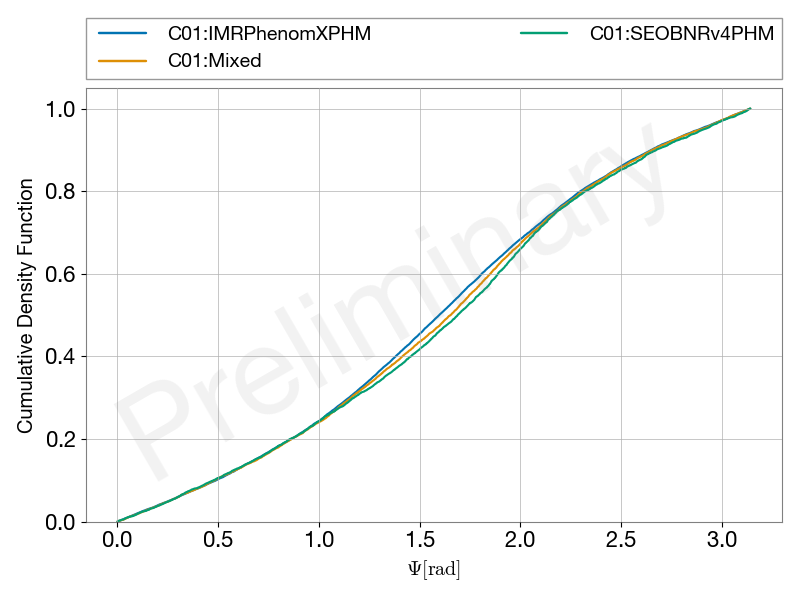 C01:IMRPhenomXPHM
C01:Mixed
C01:SEOBNRv4PHM
Cumulative Density Function
1.0
0.8
0.6
0.4
0.2
0.0
Preliminary
0.0 0.5 1.0 1.5 2.0 2.5 3.0
Ψ[rad]